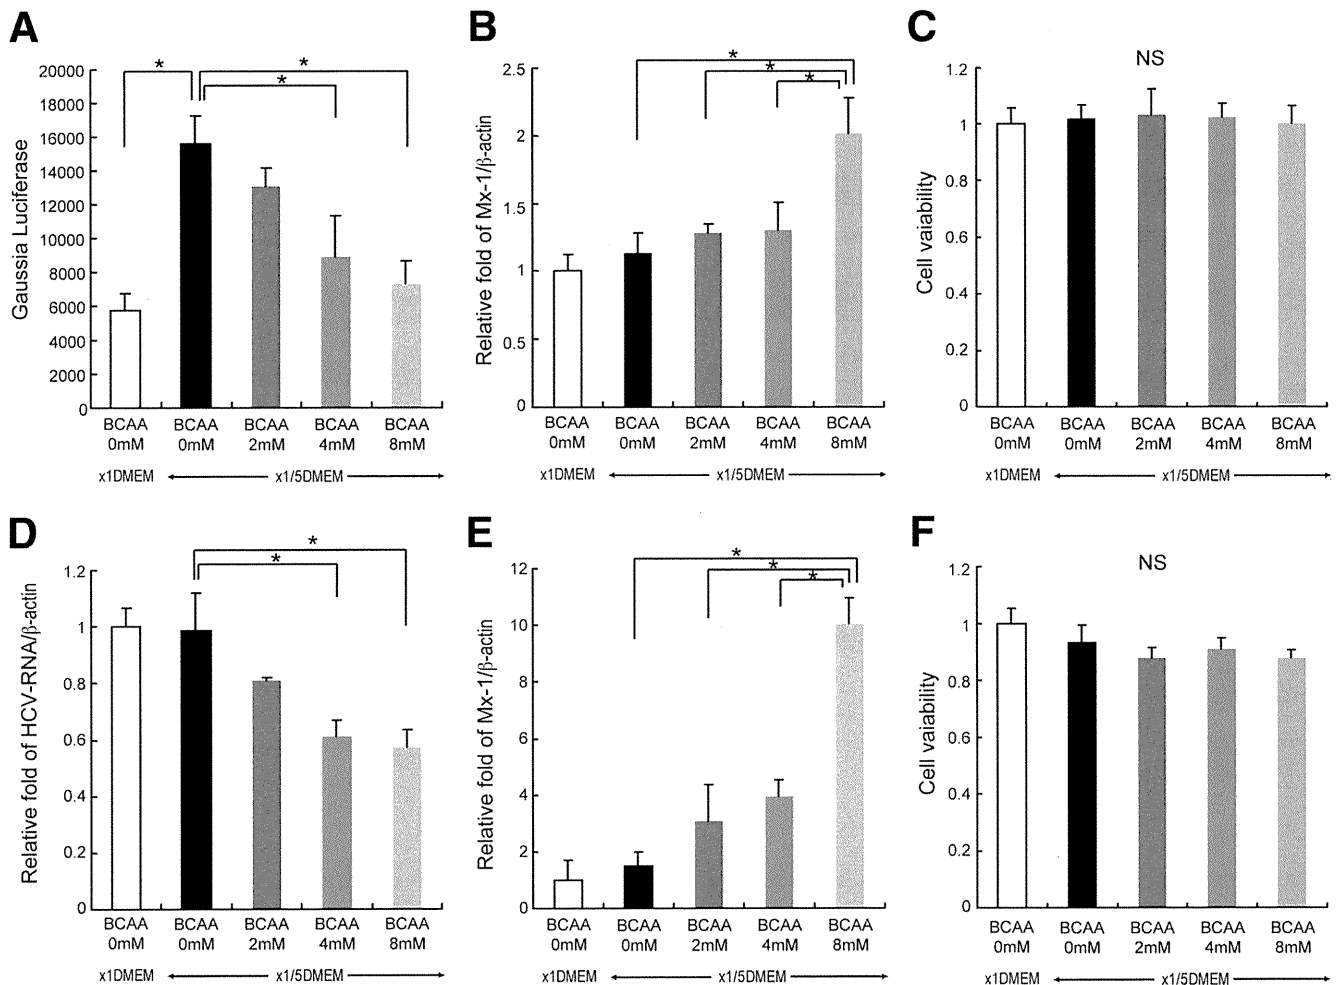 A
Gaussia Luciferase
20000
18000
16000
14000
12000
10000
8000
6000
4000
2000
0
* * *
BCAA BCAA BCAA BCAA BCAA
0mM 0mM 2mM 4mM 8mM
x1DMEM x1/5DMEM
B
Relative fold of Mx-1/β-actin
2.5
2
1.5
1
0.5
0
* * *
BCAA BCAA BCAA BCAA BCAA
0mM 0mM 2mM 4mM 8mM
x1DMEM x1/5DMEM
C
NS
Cell vaiability
1.2
1
0.8
0.6
0.4
0.2
0
BCAA BCAA BCAA BCAA BCAA
0mM 0mM 2mM 4mM 8mM
x1DMEM x1/5DMEM
D
Relative fold of HCV-RNA/β-actin
1.2
1
0.8
0.6
0.4
0.2
0
* *
BCAA BCAA BCAA BCAA BCAA
0mM 0mM 2mM 4mM 8mM
x1DMEM x1/5DMEM
E
Relative fold of Mx-1/β-actin
12
10
8
6
4
2
0
* * *
BCAA BCAA BCAA BCAA BCAA
0mM 0mM 2mM 4mM 8mM
x1DMEM x1/5DMEM
F
NS
Cell vaiability
1.2
1
0.8
0.6
0.4
0.2
0
BCAA BCAA BCAA BCAA BCAA
0mM 0mM 2mM 4mM 8mM
x1DMEM x1/5DMEM